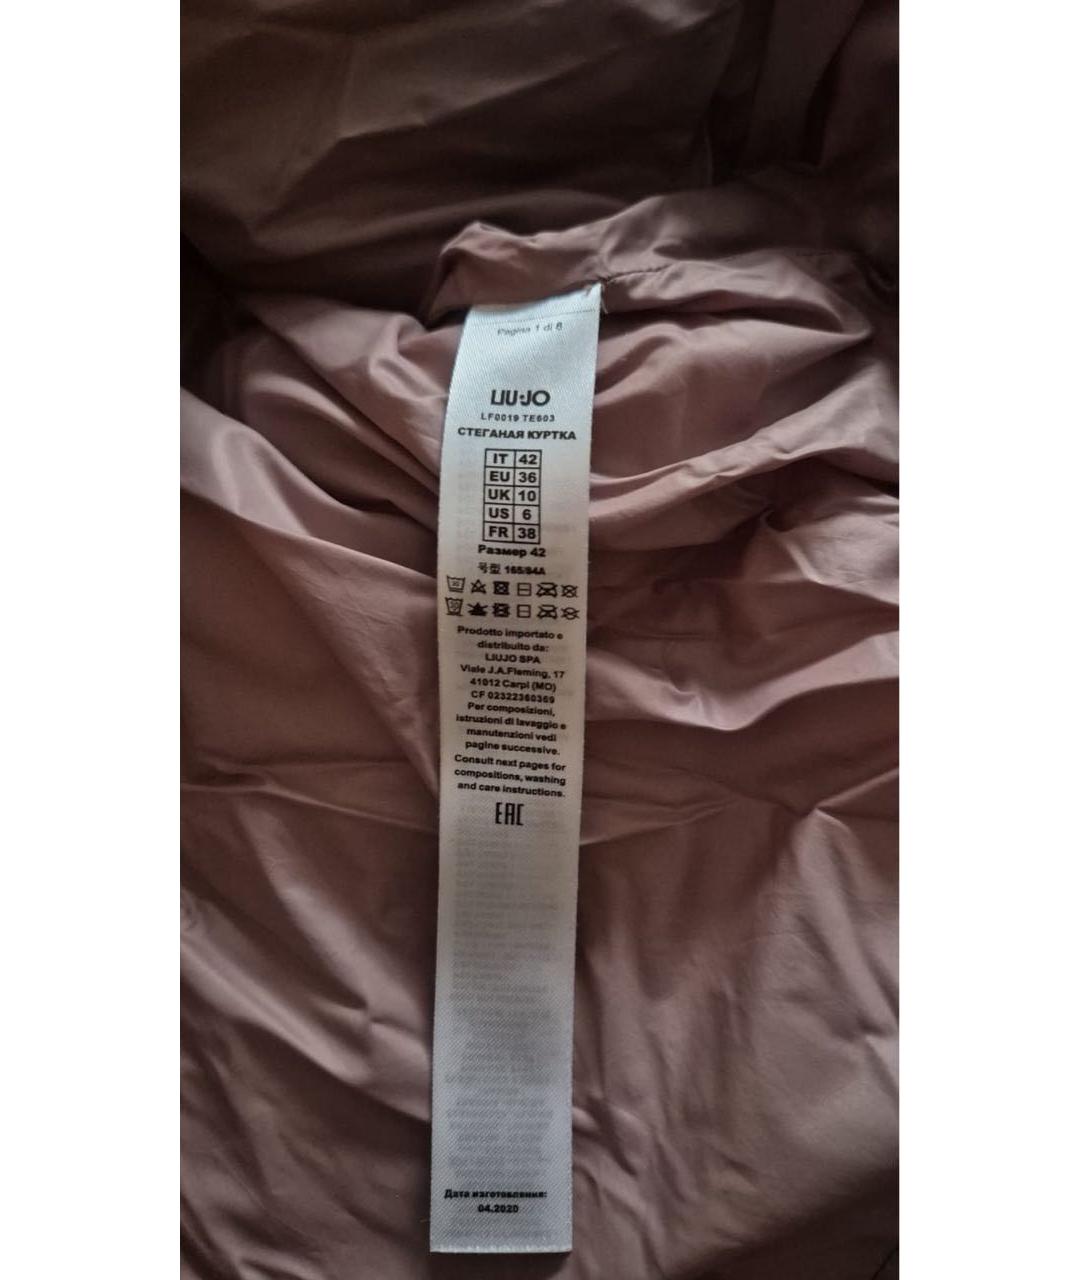 Pagina 1 di 8
LIU·JO
LF0019 TE603
СТЕГАНАЯ КУРТКА
IT 42
EU 36
UK 10
US 6
FR 38
Размер 42
号型 165/84A
Prodotto importato e
distribuito da:
LIUJO SPA
Viale J.A.Fleming, 17
41012 Carpi (MO)
CF 02322360369
Per composizioni,
istruzioni di lavaggio e
manutenzioni vedi
pagine successive.
Consult next pages for
compositions, washing
and care instructions.
EAC
Дата изготовления:
04.2020